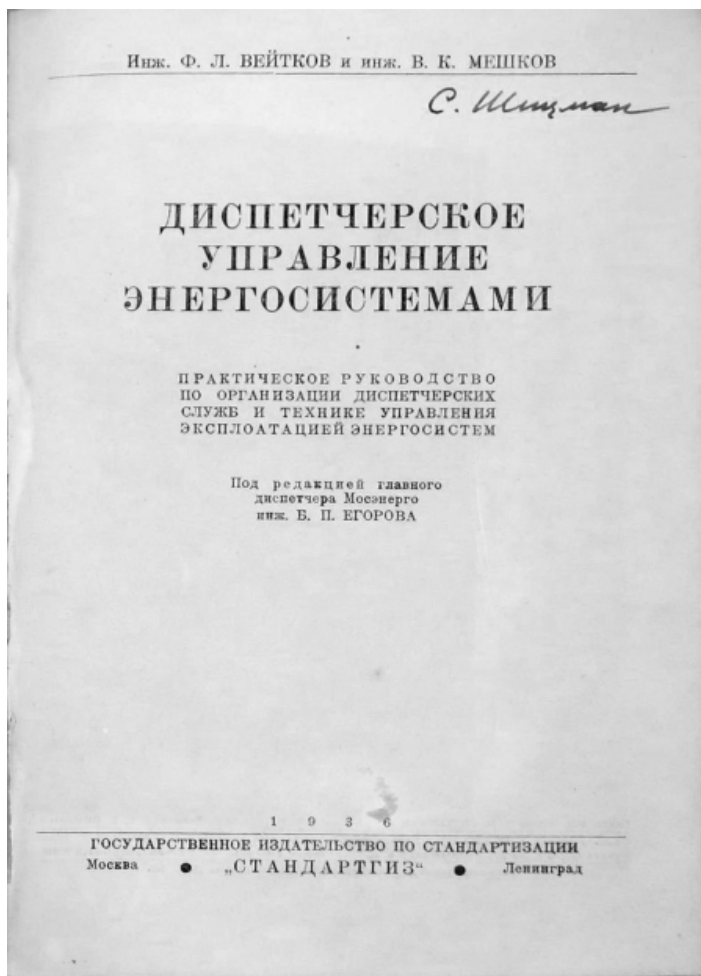 Инж. Ф. Л. ВЕЙТКОВ и инж. В. К. МЕШКОВ
С.
ДИСПЕТЧЕРСКОЕ
УПРАВЛЕНИЕ
ЭНЕРГОСИСТЕМАМИ
ПРАКТИЧЕСКОЕ РУКОВОДСТВО
ПО ОРГАНИЗАЦИИ ДИСПЕТЧЕРСКИХ
СЛУЖБ И ТЕХНИКЕ УПРАВЛЕНИЯ
ЭКСПЛОАТАЦИЕЙ ЭНЕРГОСИСТЕМ
Под редакцией главного
диспетчера Мосэнерго
инж. Б. П. ЕГОРОВА
1 9 3 6
ГОСУДАРСТВЕННОЕ ИЗДАТЕЛЬСТВО ПО СТАНДАРТИЗАЦИИ
Москва ● „СТАНДАРТГИЗ“ ● Ленинград